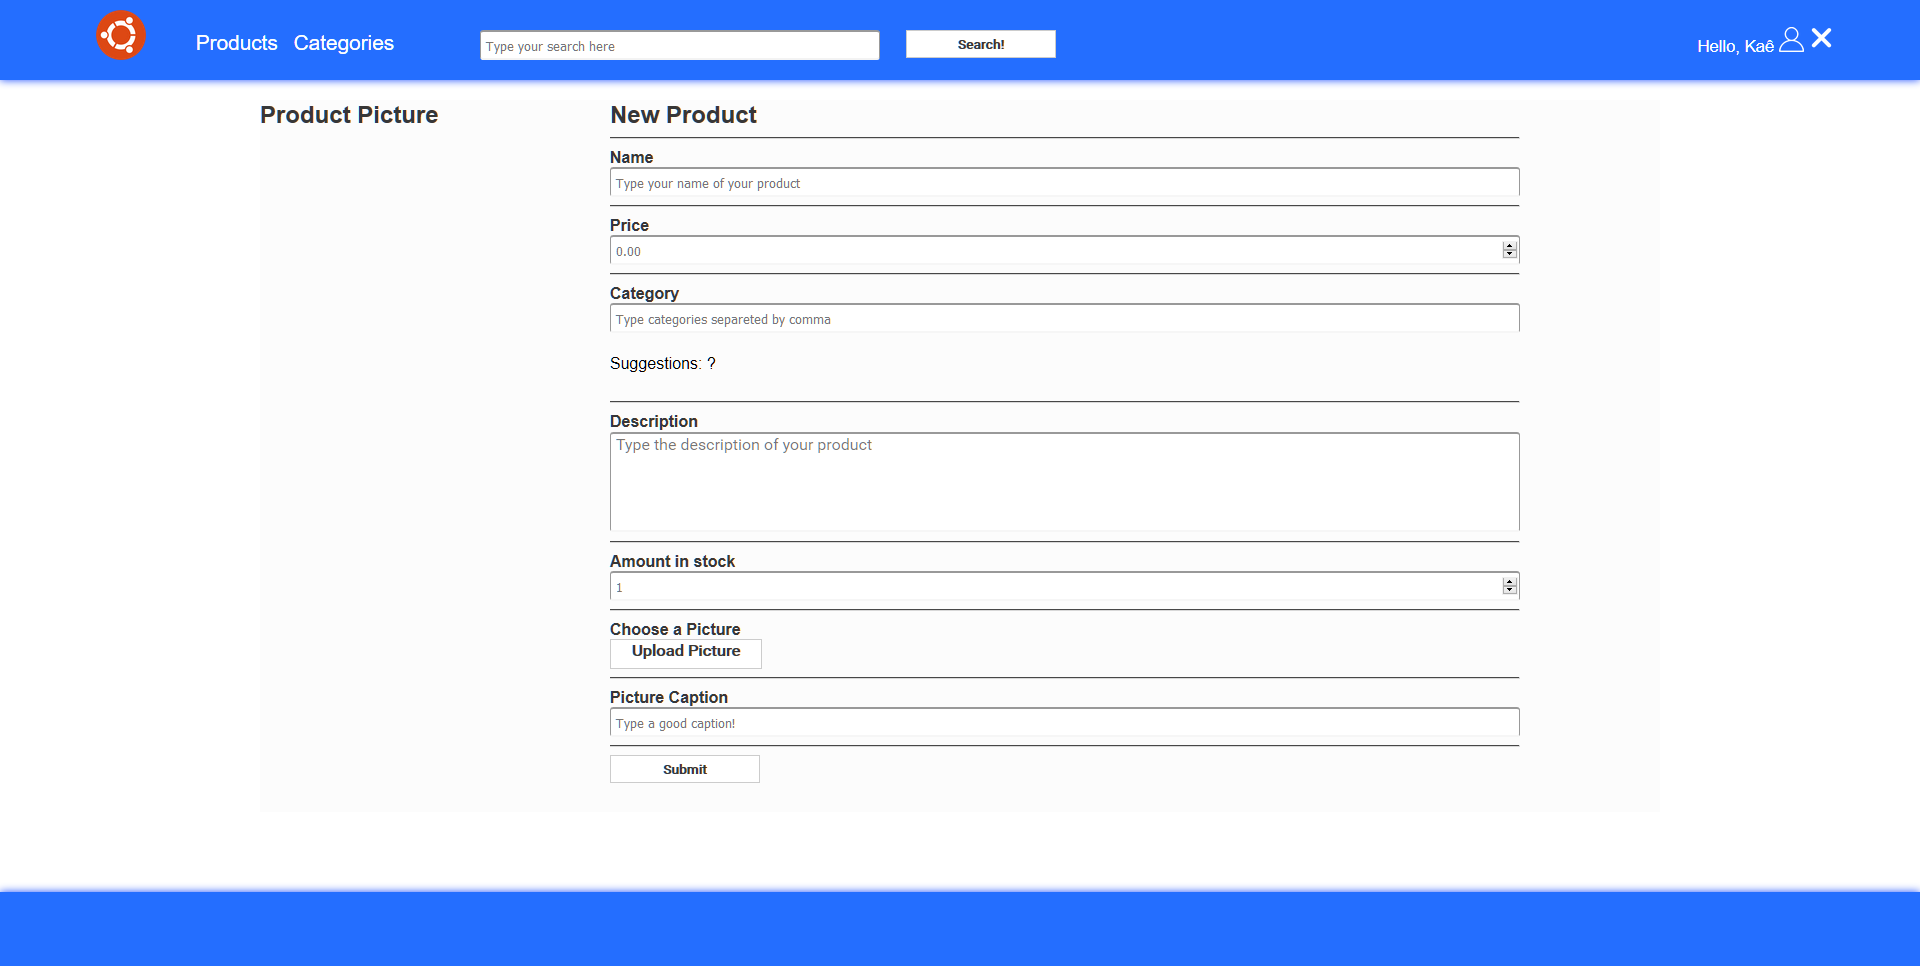 Products Categories
Type your search here
Search!
Hello, Kaê
Product Picture
New Product
Name
Type your name of your product
Price
0.00
Category
Type categories separeted by comma
Suggestions: ?
Description
Type the description of your product
Amount in stock
1
Choose a Picture
Upload Picture
Picture Caption
Type a good caption!
Submit